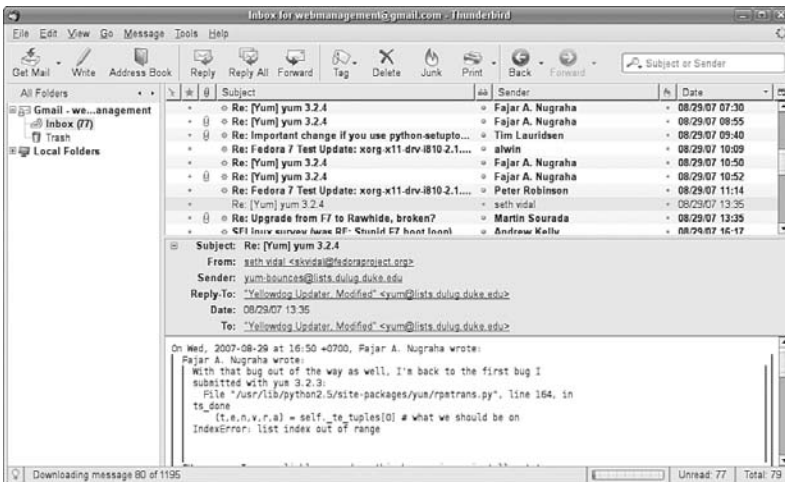 Inbox for webmanagement@gmail.com - Thunderbird
File Edit View Go Message Tools Help
Get Mail Write Address Book Reply Reply All Forward Tag Delete Junk Print Back Forward Subject or Sender
All Folders
Gmail - we...anagement
Inbox (77)
Trash
Local Folders
Subject Sender Date
Re: [Yum] yum 3.2.4 Fajar A. Nugraha 08/29/07 07:30
Re: [Yum] yum 3.2.4 Fajar A. Nugraha 08/29/07 08:55
Re: Important change if you use python-setupto... Tim Lauridsen 08/29/07 09:40
Re: Fedora 7 Test Update: xorg-x11-drv-i810-2.1.... alwin 08/29/07 10:09
Re: [Yum] yum 3.2.4 Fajar A. Nugraha 08/29/07 10:50
Re: [Yum] yum 3.2.4 Fajar A. Nugraha 08/29/07 10:52
Re: Fedora 7 Test Update: xorg-x11-drv-i810-2.1.... Peter Robinson 08/29/07 11:14
Re: [Yum] yum 3.2.4 seth vidal 08/29/07 13:35
Re: Upgrade from F7 to Rawhide, broken? Martin Sourada 08/29/07 13:35
SELinux survey (was RE: Stupid F7 boot loop) Andrew Kelly 08/29/07 16:17
Subject: Re: [Yum] yum 3.2.4
From: seth vidal <skvidal@fedoraproject.org>
Sender: yum-bounces@lists.dulug.duke.edu
Reply-To: "Yellowdog Updater, Modified" <yum@lists.dulug.duke.edu>
Date: 08/29/07 13:35
To: "Yellowdog Updater, Modified" <yum@lists.dulug.duke.edu>
On Wed, 2007-08-29 at 16:50 +0700, Fajar A. Nugraha wrote:
Fajar A. Nugraha wrote:
With that bug out of the way as well, I'm back to the first bug I
submitted with yum 3.2.3:
File "/usr/lib/python2.5/site-packages/yum/rpmtrans.py", line 164, in
ts_done
(t,e,n,v,r,a) = self._te_tuples[0] # what we should be on
IndexError: list index out of range
Downloading message 80 of 1195 Unread: 77 Total: 79